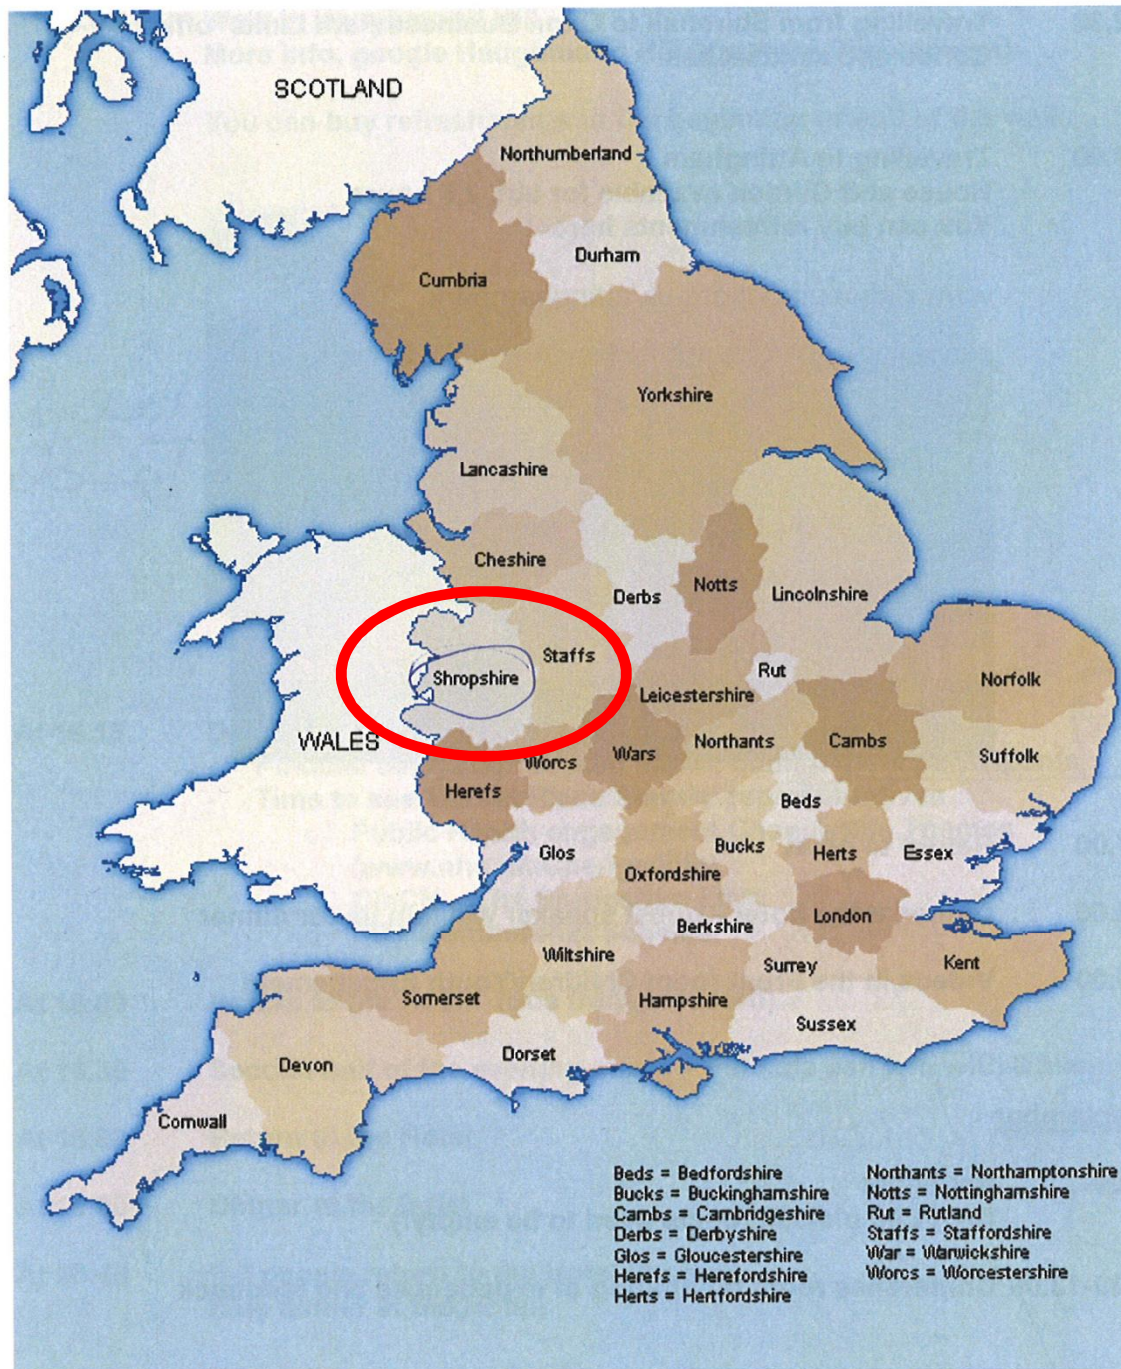 SCOTLAND
Northumberland
Durham
Cumbria
Yorkshire
Lancashire
Cheshire
Derbs
Notts
Lincolnshire
Staffs
Shropshire
Rut
Leicestershire
Norfolk
WALES
Worcs
Wars
Northants
Cambs
Suffolk
Herefs
Beds
Glos
Bucks
Herts
Essex
Oxfordshire
London
Berkshire
Wiltshire
Surrey
Kent
Somerset
Hampshire
Sussex
Dorset
Devon
Cornwall
Beds = Bedfordshire
Bucks = Buckinghamshire
Cambs = Cambridgeshire
Derbs = Derbyshire
Glos = Gloucestershire
Herefs = Herefordshire
Herts = Hertfordshire
Northants = Northamptonshire
Notts = Nottinghamshire
Rut = Rutland
Staffs = Staffordshire
War = Warwickshire
Worcs = Worcestershire